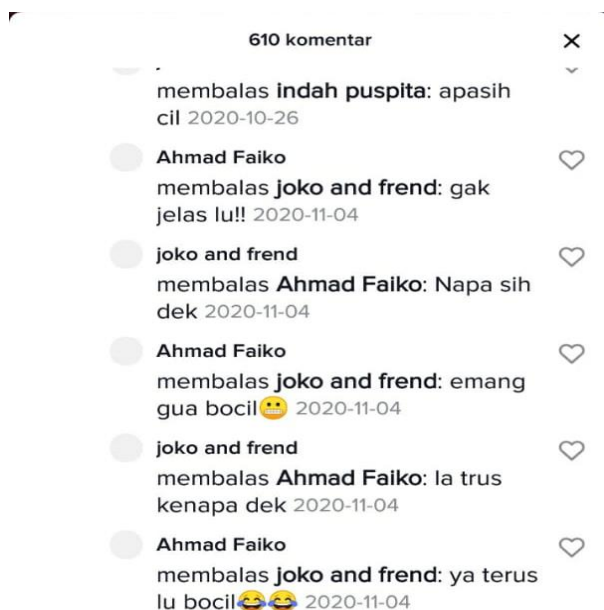 610 komentar
membalas indah puspita: apasih
cil 2020-10-26
Ahmad Faiko
membalas joko and frend: gak
jelas lu!! 2020-11-04
joko and frend
membalas Ahmad Faiko: Napa sih
dek 2020-11-04
Ahmad Faiko
membalas joko and frend: emang
gua bocil😬 2020-11-04
joko and frend
membalas Ahmad Faiko: la trus
kenapa dek 2020-11-04
Ahmad Faiko
membalas joko and frend: ya terus
lu bocil😂😂 2020-11-04